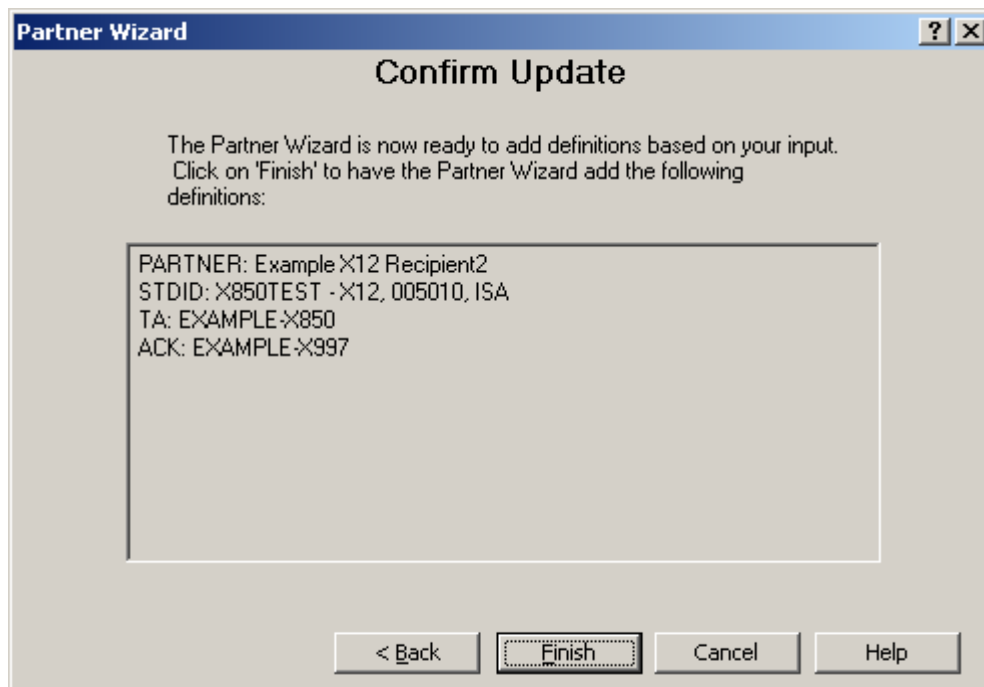 Partner Wizard
Confirm Update
The Partner Wizard is now ready to add definitions based on your input.
Click on 'Finish' to have the Partner Wizard add the following
definitions:
PARTNER: Example X12 Recipient2
STDID: X850TEST - X12, 005010, ISA
TA: EXAMPLE-X850
ACK: EXAMPLE-X997
< Back Finish Cancel Help